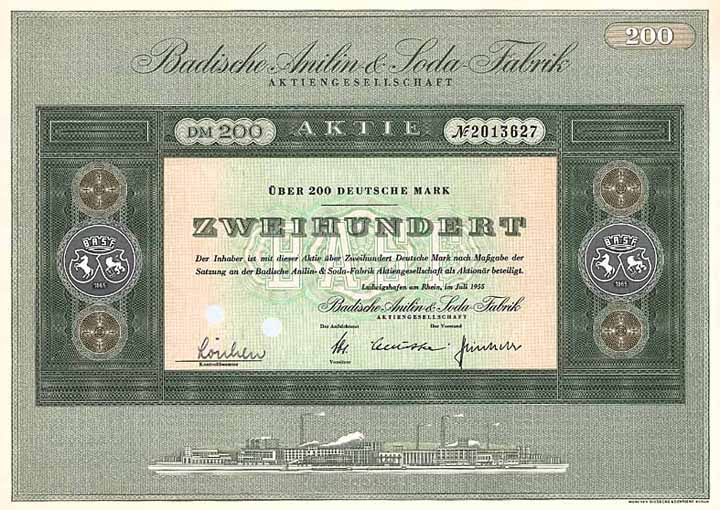 200
Badische Anilin- & Soda-Fabrik
AKTIENGESELLSCHAFT
DM 200 AKTIE № 2013627
ÜBER 200 DEUTSCHE MARK
ZWEIHUNDERT
BASF
Der Inhaber ist mit dieser Aktie über Zweihundert Deutsche Mark nach Maßgabe der
Satzung an der Badische Anilin- & Soda-Fabrik Aktiengesellschaft als Aktionär beteiligt.
Ludwigshafen am Rhein, im Juli 1955
Badische Anilin- & Soda-Fabrik
AKTIENGESELLSCHAFT
Der Aufsichtsrat Der Vorstand
Kontrollbeamter Vorsitzer
BASF
1865
BASF
1865